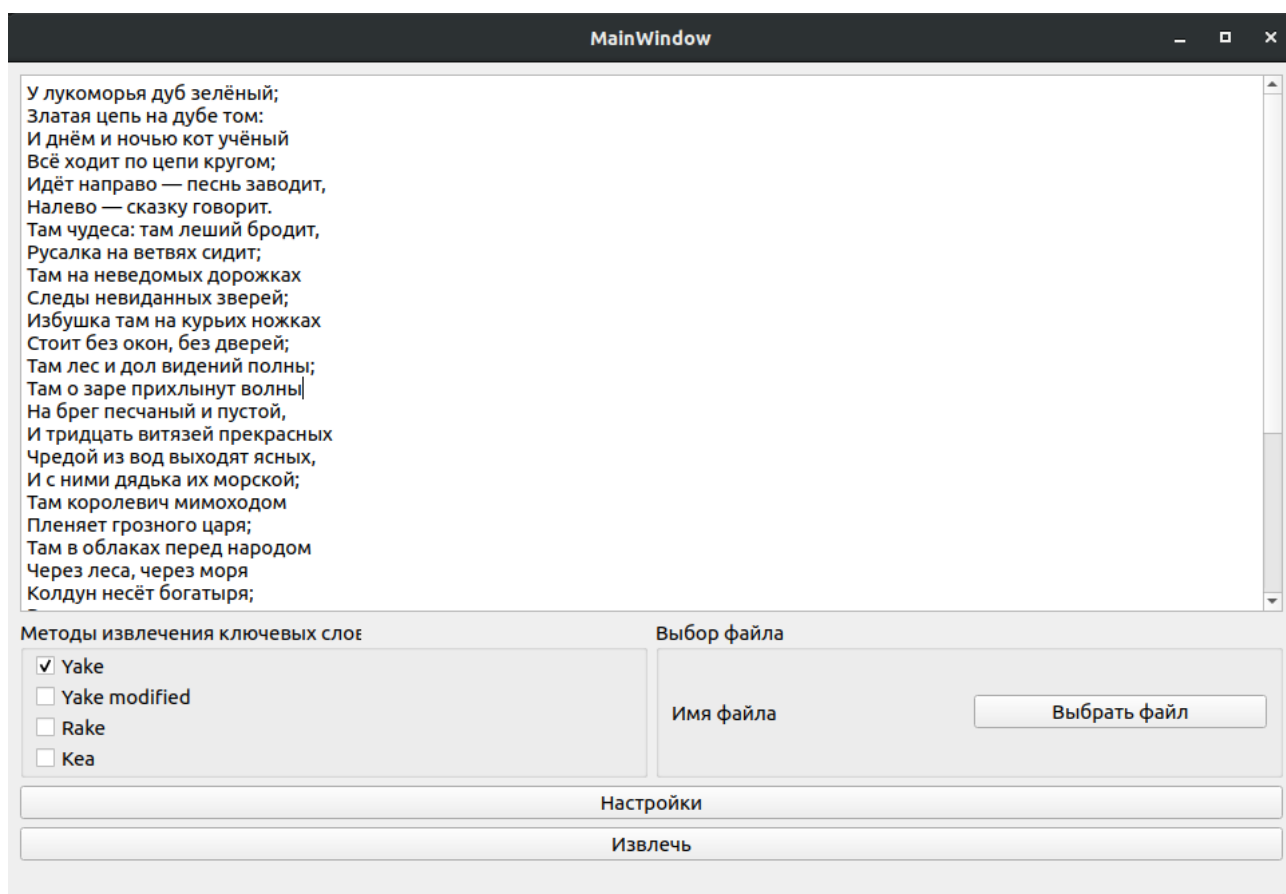 MainWindow
У лукоморья дуб зелёный;
Златая цепь на дубе том:
И днём и ночью кот учёный
Всё ходит по цепи кругом;
Идёт направо — песнь заводит,
Налево — сказку говорит.
Там чудеса: там леший бродит,
Русалка на ветвях сидит;
Там на неведомых дорожках
Следы невиданных зверей;
Избушка там на курьих ножках
Стоит без окон, без дверей;
Там лес и дол видений полны;
Там о заре прихлынут волны
На брег песчаный и пустой,
И тридцать витязей прекрасных
Чредой из вод выходят ясных,
И с ними дядька их морской;
Там королевич мимоходом
Пленяет грозного царя;
Там в облаках перед народом
Через леса, через моря
Колдун несёт богатыря;
Методы извлечения ключевых слов
Выбор файла
Yake
Yake modified
Rake
Kea
Имя файла
Выбрать файл
Настройки
Извлечь